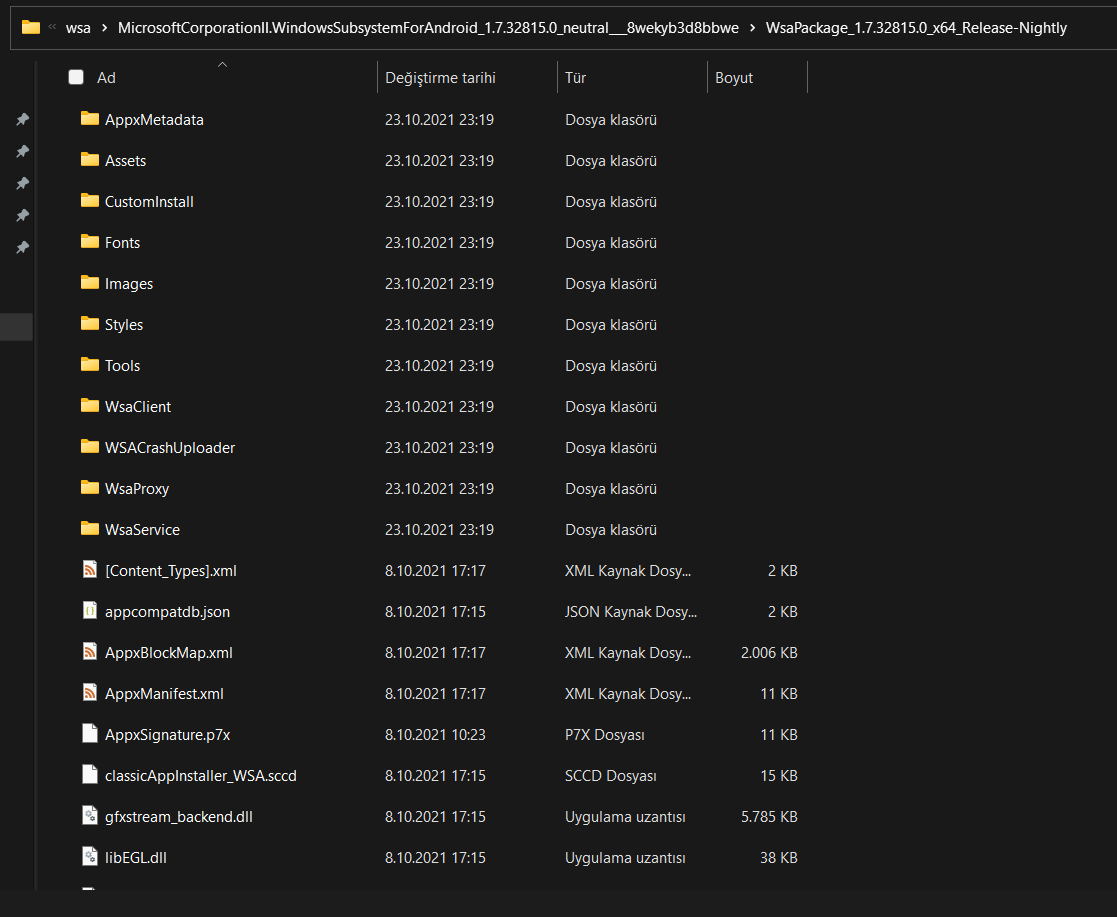 wsa > MicrosoftCorporationII.WindowsSubsystemForAndroid_1.7.32815.0_neutral___8wekyb3d8bbwe > WsaPackage_1.7.32815.0_x64_Release-Nightly
Ad Değiştirme tarihi Tür Boyut
AppxMetadata 23.10.2021 23:19 Dosya klasörü
Assets 23.10.2021 23:19 Dosya klasörü
CustomInstall 23.10.2021 23:19 Dosya klasörü
Fonts 23.10.2021 23:19 Dosya klasörü
Images 23.10.2021 23:19 Dosya klasörü
Styles 23.10.2021 23:19 Dosya klasörü
Tools 23.10.2021 23:19 Dosya klasörü
WsaClient 23.10.2021 23:19 Dosya klasörü
WSACrashUploader 23.10.2021 23:19 Dosya klasörü
WsaProxy 23.10.2021 23:19 Dosya klasörü
WsaService 23.10.2021 23:19 Dosya klasörü
[Content_Types].xml 8.10.2021 17:17 XML Kaynak Dosy... 2 KB
appcompatdb.json 8.10.2021 17:15 JSON Kaynak Dosy... 2 KB
AppxBlockMap.xml 8.10.2021 17:17 XML Kaynak Dosy... 2.006 KB
AppxManifest.xml 8.10.2021 17:17 XML Kaynak Dosy... 11 KB
AppxSignature.p7x 8.10.2021 10:23 P7X Dosyası 11 KB
classicAppInstaller_WSA.sccd 8.10.2021 17:15 SCCD Dosyası 15 KB
gfxstream_backend.dll 8.10.2021 17:15 Uygulama uzantısı 5.785 KB
libEGL.dll 8.10.2021 17:15 Uygulama uzantısı 38 KB